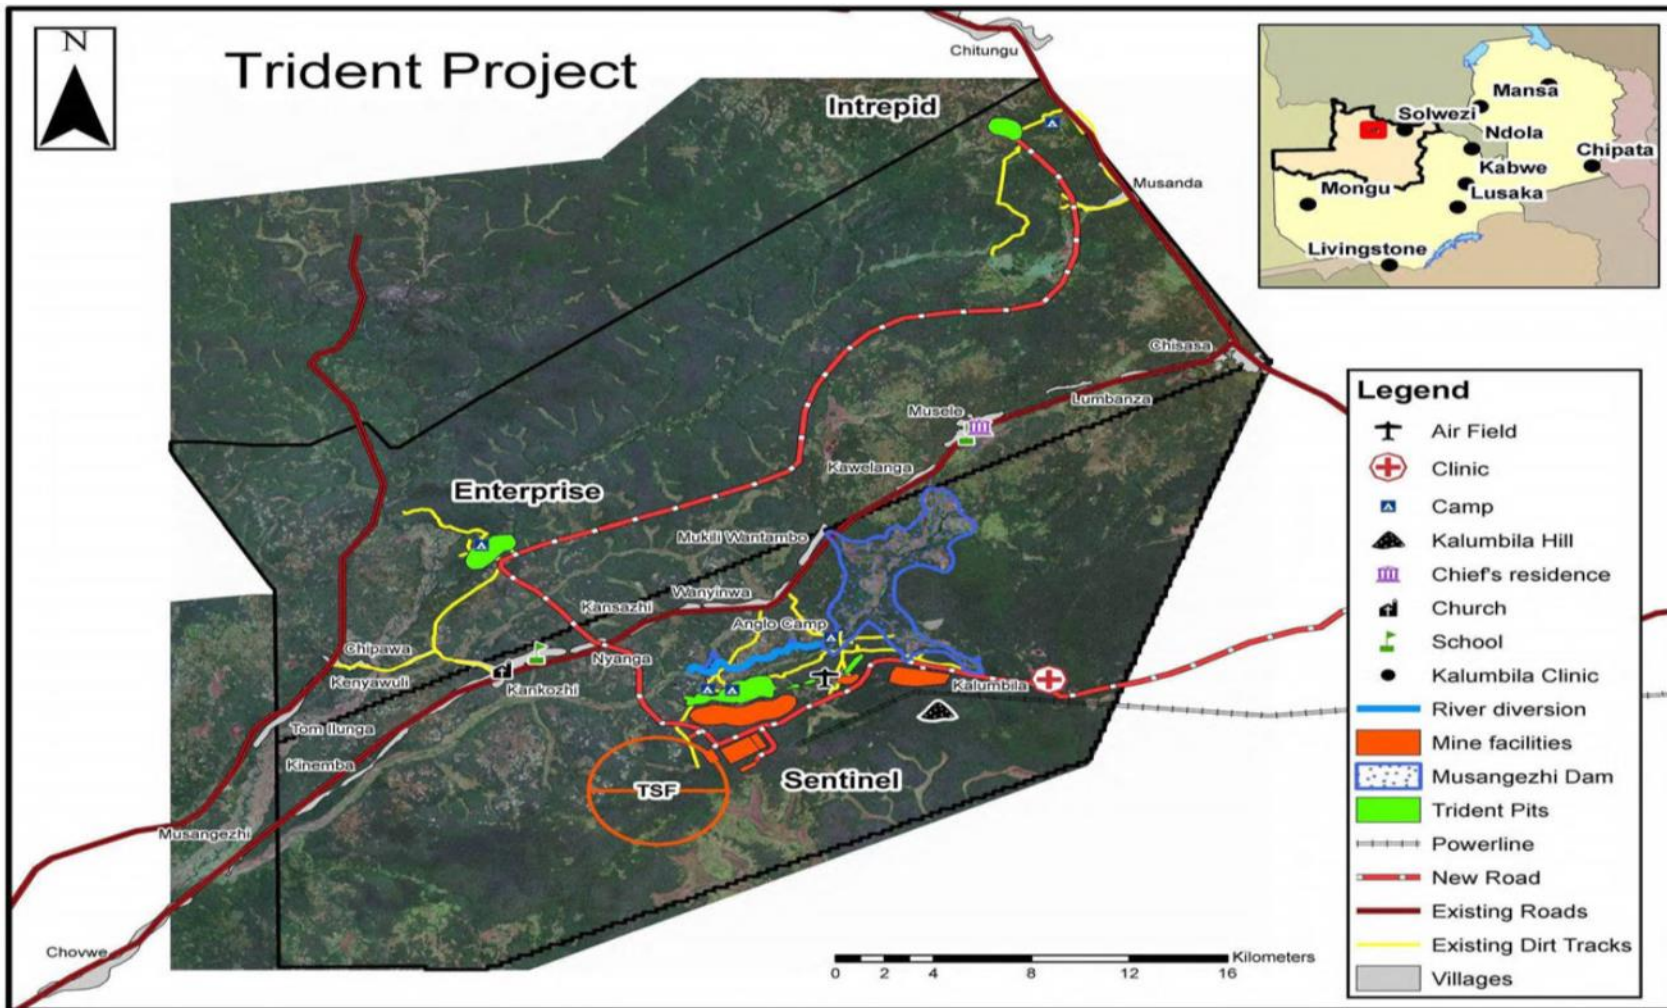 N
Trident Project
Chitungu
Intrepid
Musanda
Chisasa
Lumbanza
Musele
Kawelanga
Enterprise
Mukili Wantambo
Wanyinwa
Kansazhi
Anglo Camp
Chipawa
Nyanga
Kenyawuli
Kankozhi
Kalumbila
Tom Ilunga
Kinemba
Sentinel
TSF
Musangezhi
Chovwe
Kilometers
0 2 4 8 12 16
Mansa
Solwezi
Ndola
Chipata
Kabwe
Mongu
Lusaka
Livingstone
Legend
Air Field
Clinic
Camp
Kalumbila Hill
Chief's residence
Church
School
Kalumbila Clinic
River diversion
Mine facilities
Musangezhi Dam
Trident Pits
Powerline
New Road
Existing Roads
Existing Dirt Tracks
Villages